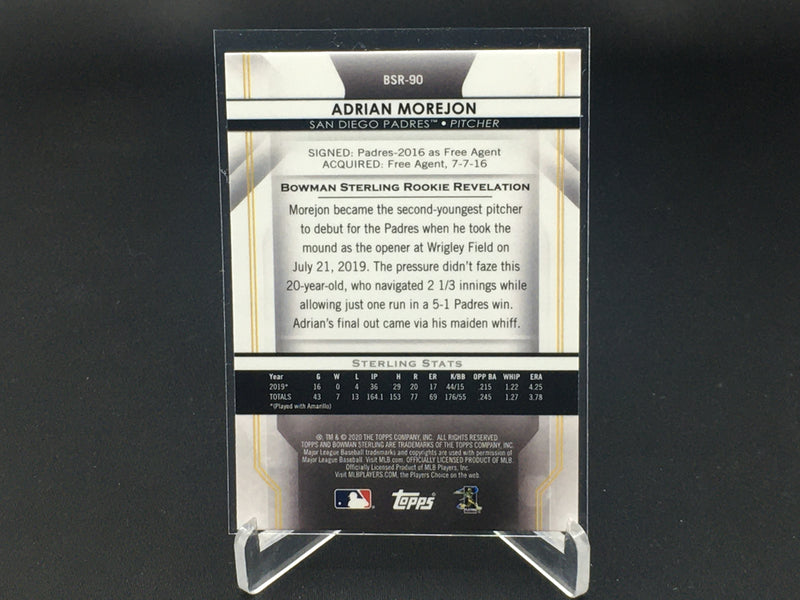 BSR-90
ADRIAN MOREJON
SAN DIEGO PADRES™ • PITCHER
SIGNED: Padres-2016 as Free Agent
ACQUIRED: Free Agent, 7-7-16
BOWMAN STERLING ROOKIE REVELATION
Morejon became the second-youngest pitcher
to debut for the Padres when he took the
mound as the opener at Wrigley Field on
July 21, 2019. The pressure didn't faze this
20-year-old, who navigated 2 1/3 innings while
allowing just one run in a 5-1 Padres win.
Adrian's final out came via his maiden whiff.
STERLING STATS
Year G W L IP H R ER K/BB OPP BA WHIP ERA
2019* 16 0 4 36 29 20 17 44/15 .215 1.22 4.25
TOTALS 43 7 13 164.1 153 77 69 176/55 .245 1.27 3.78
*(Played with Amarillo)
®, TM & © 2020 THE TOPPS COMPANY, INC. ALL RIGHTS RESERVED
TOPPS AND BOWMAN STERLING ARE TRADEMARKS OF THE TOPPS COMPANY, INC.
Major League Baseball trademarks and copyrights are used with permission of
Major League Baseball. Visit MLB.com. OFFICIALLY LICENSED PRODUCT OF MLB.
Officially Licensed Product of MLB Players, Inc.
Visit MLBPLAYERS.com, the Players Choice on the web.
Topps